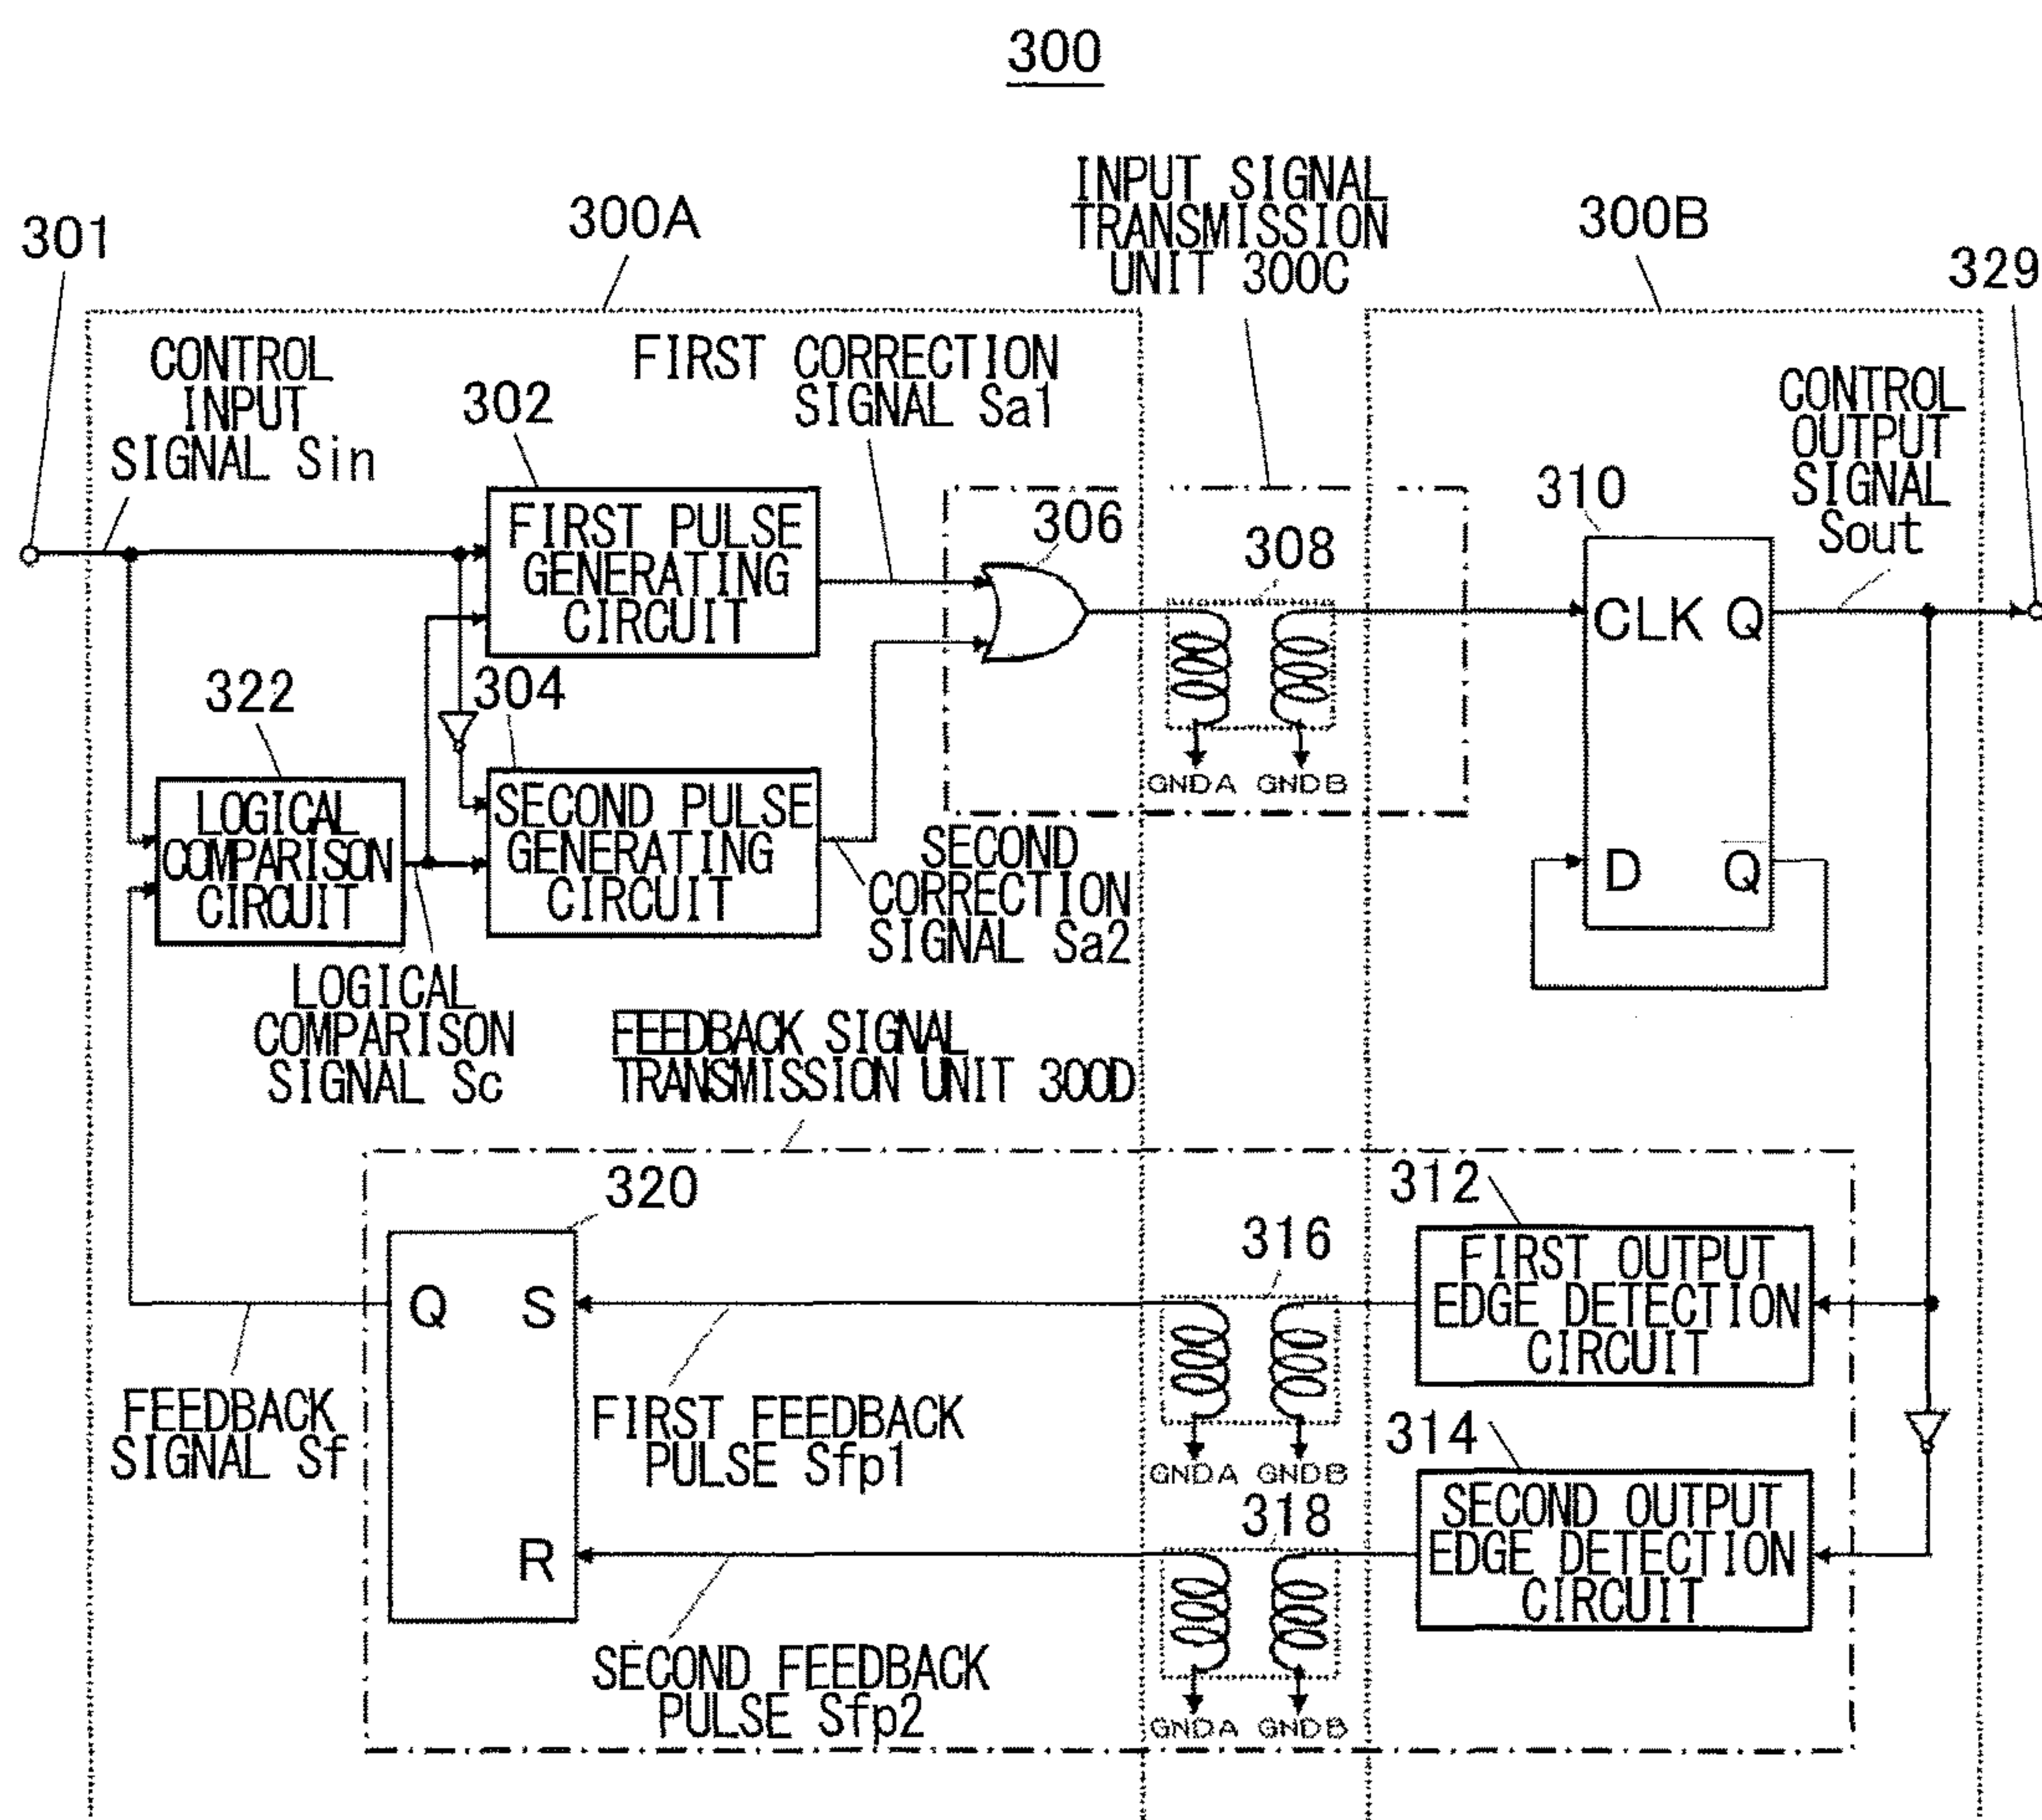 300
301
300A
INPUT SIGNAL
TRANSMISSION
UNIT 300C
300B
329
CONTROL
INPUT
SIGNAL Sin
302
FIRST CORRECTION
SIGNAL Sa1
CONTROL
OUTPUT
SIGNAL
Sout
FIRST PULSE
GENERATING
CIRCUIT
306
308
310
CLK Q
GNDA GNDB
322
304
LOGICAL
COMPARISON
CIRCUIT
SECOND PULSE
GENERATING
CIRCUIT
SECOND
CORRECTION
SIGNAL Sa2
D Q̅
LOGICAL
COMPARISON
SIGNAL Sc
FEEDBACK SIGNAL
TRANSMISSION UNIT 300D
320
312
Q S
316
FIRST OUTPUT
EDGE DETECTION
CIRCUIT
FEEDBACK
SIGNAL Sf
FIRST FEEDBACK
PULSE Sfp1
GNDA GNDB
314
R
318
SECOND OUTPUT
EDGE DETECTION
CIRCUIT
SECOND FEEDBACK
PULSE Sfp2
GNDA GNDB